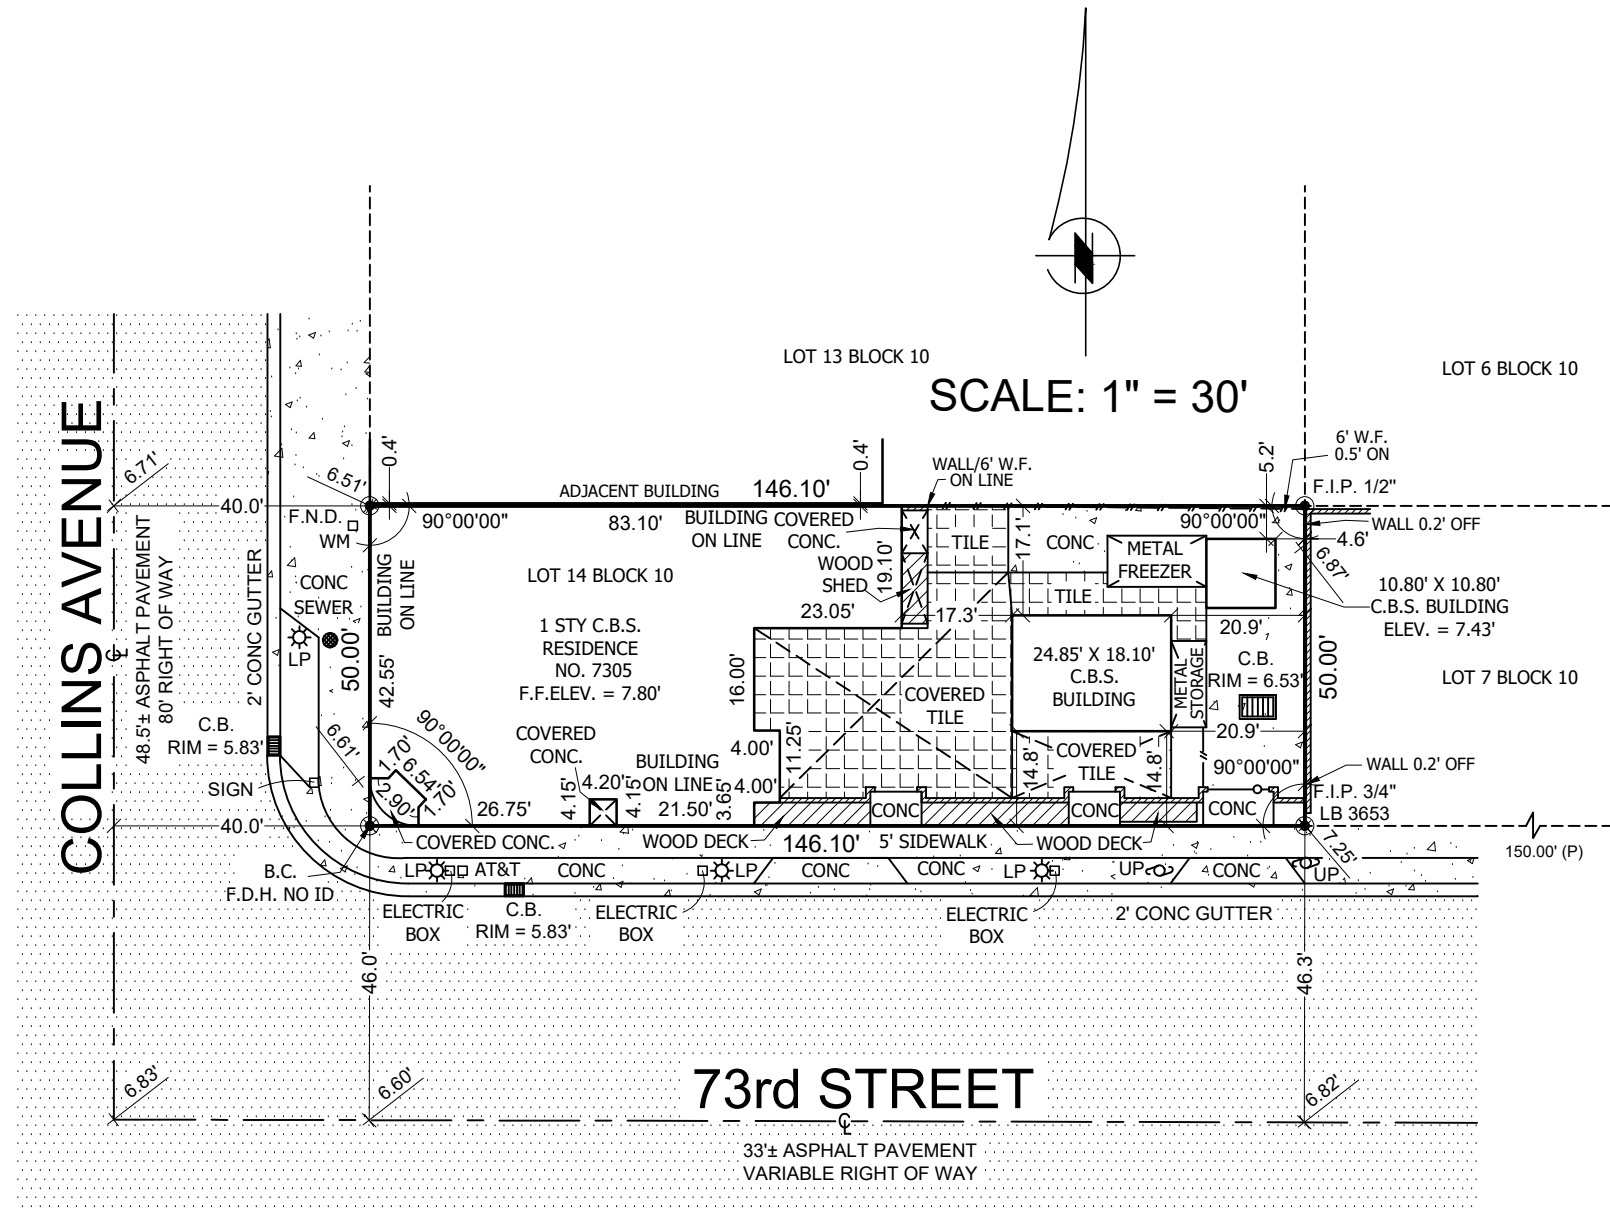 LOT 13 BLOCK 10
LOT 6 BLOCK 10
SCALE: 1" = 30'
COLLINS AVENUE
℄
48.5'± ASPHALT PAVEMENT
80' RIGHT OF WAY
2' CONC GUTTER
6.71'
6.51'
0.4'
0.4'
5.2'
6' W.F.
0.5' ON
WALL/6' W.F.
ON LINE
ADJACENT BUILDING
146.10'
F.I.P. 1/2"
40.0'
F.N.D.
WM
90°00'00"
83.10'
BUILDING
ON LINE
COVERED
CONC.
TILE
17.1'
CONC
90°00'00"
WALL 0.2' OFF
4.6'
6.87'
METAL
FREEZER
WOOD
SHED
19.10'
TILE
10.80' X 10.80'
C.B.S. BUILDING
ELEV. = 7.43'
CONC
SEWER
LP
BUILDING
ON LINE
50.00'
42.55'
LOT 14 BLOCK 10
1 STY C.B.S.
RESIDENCE
NO. 7305
F.F.ELEV. = 7.80'
23.05'
17.3'
16.00'
COVERED
TILE
24.85' X 18.10'
C.B.S.
BUILDING
METAL
STORAGE
20.9'
C.B.
RIM = 6.53'
20.9'
50.00'
LOT 7 BLOCK 10
C.B.
RIM = 5.83'
SIGN
6.61'
90°00'00"
1.70'
6.54'
1.70'
2.90'
26.75'
COVERED
CONC.
4.15'
4.20'
4.15'
BUILDING
ON LINE
21.50'
4.00'
4.00'
3.65'
11.25'
14.8'
COVERED
TILE
14.8'
90°00'00"
WALL 0.2' OFF
F.I.P. 3/4"
LB 3653
CONC
CONC
CONC
40.0'
COVERED CONC.
WOOD DECK
146.10'
5' SIDEWALK
WOOD DECK
7.25'
150.00' (P)
B.C.
F.D.H. NO ID
LP
AT&T
CONC
LP
CONC
CONC
LP
UP
UP
ELECTRIC
BOX
C.B.
RIM = 5.83'
ELECTRIC
BOX
ELECTRIC
BOX
2' CONC GUTTER
46.0'
46.3'
6.83'
6.60'
6.82'
73rd STREET
℄
33'± ASPHALT PAVEMENT
VARIABLE RIGHT OF WAY